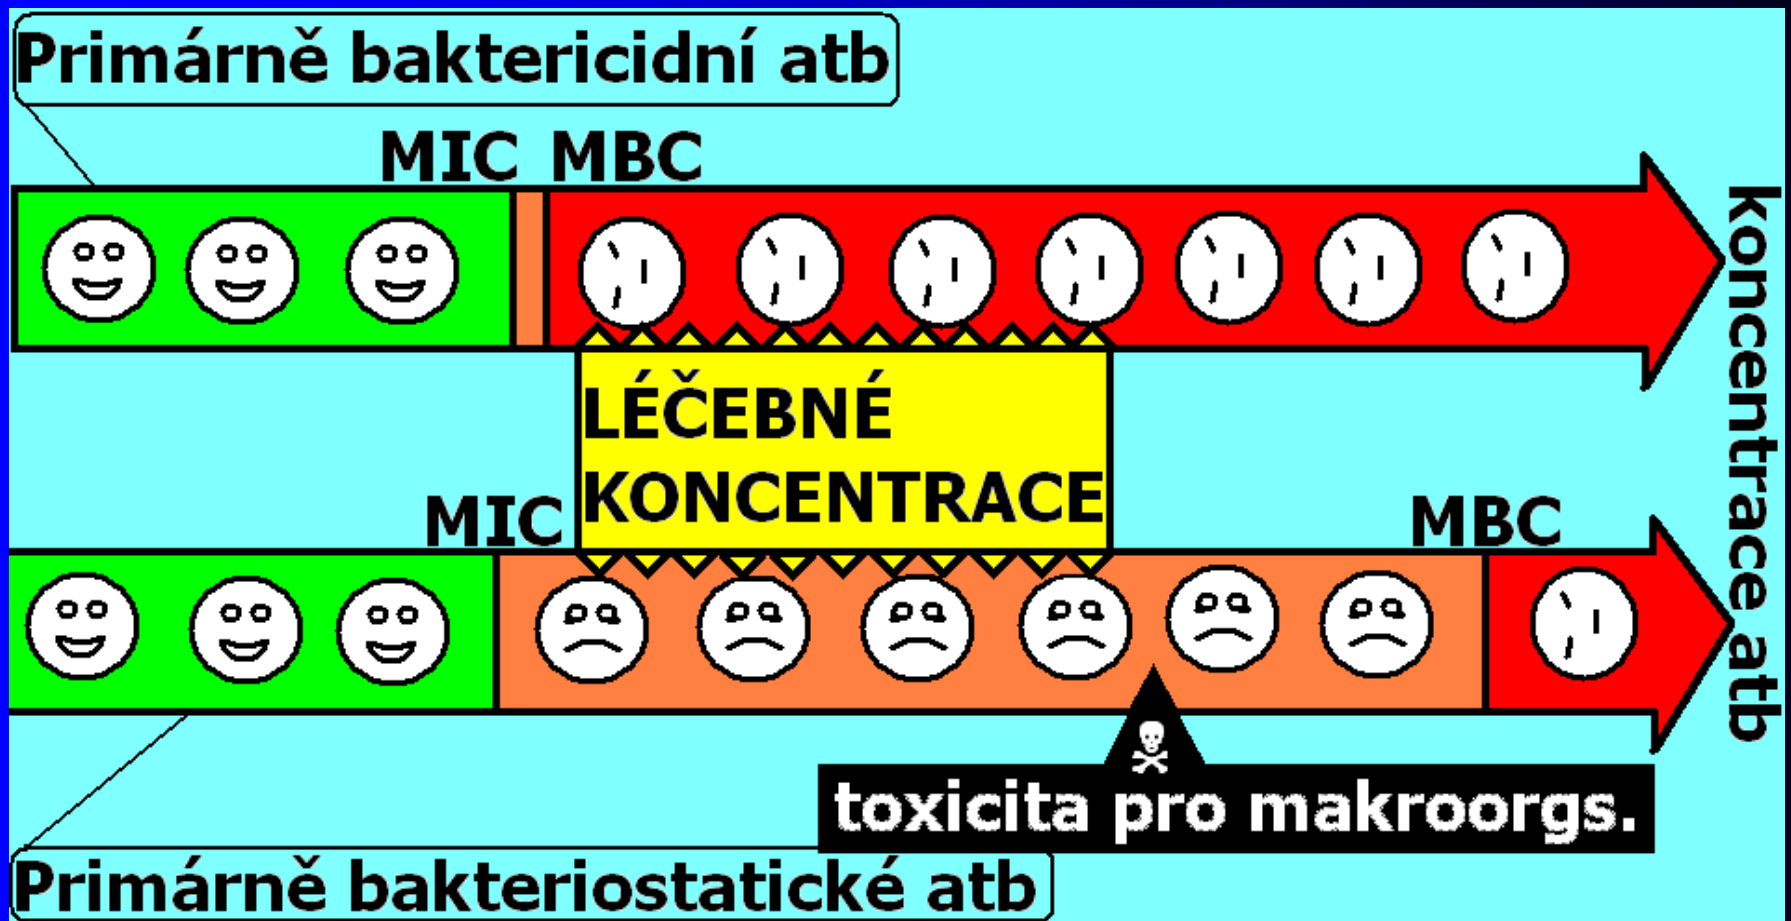 Primárně baktericidní atb
MIC MBC
koncentrace atb
LÉČEBNÉ
KONCENTRACE
MIC
MBC
toxicita pro makroorgs.
Primárně bakteriostatické atb